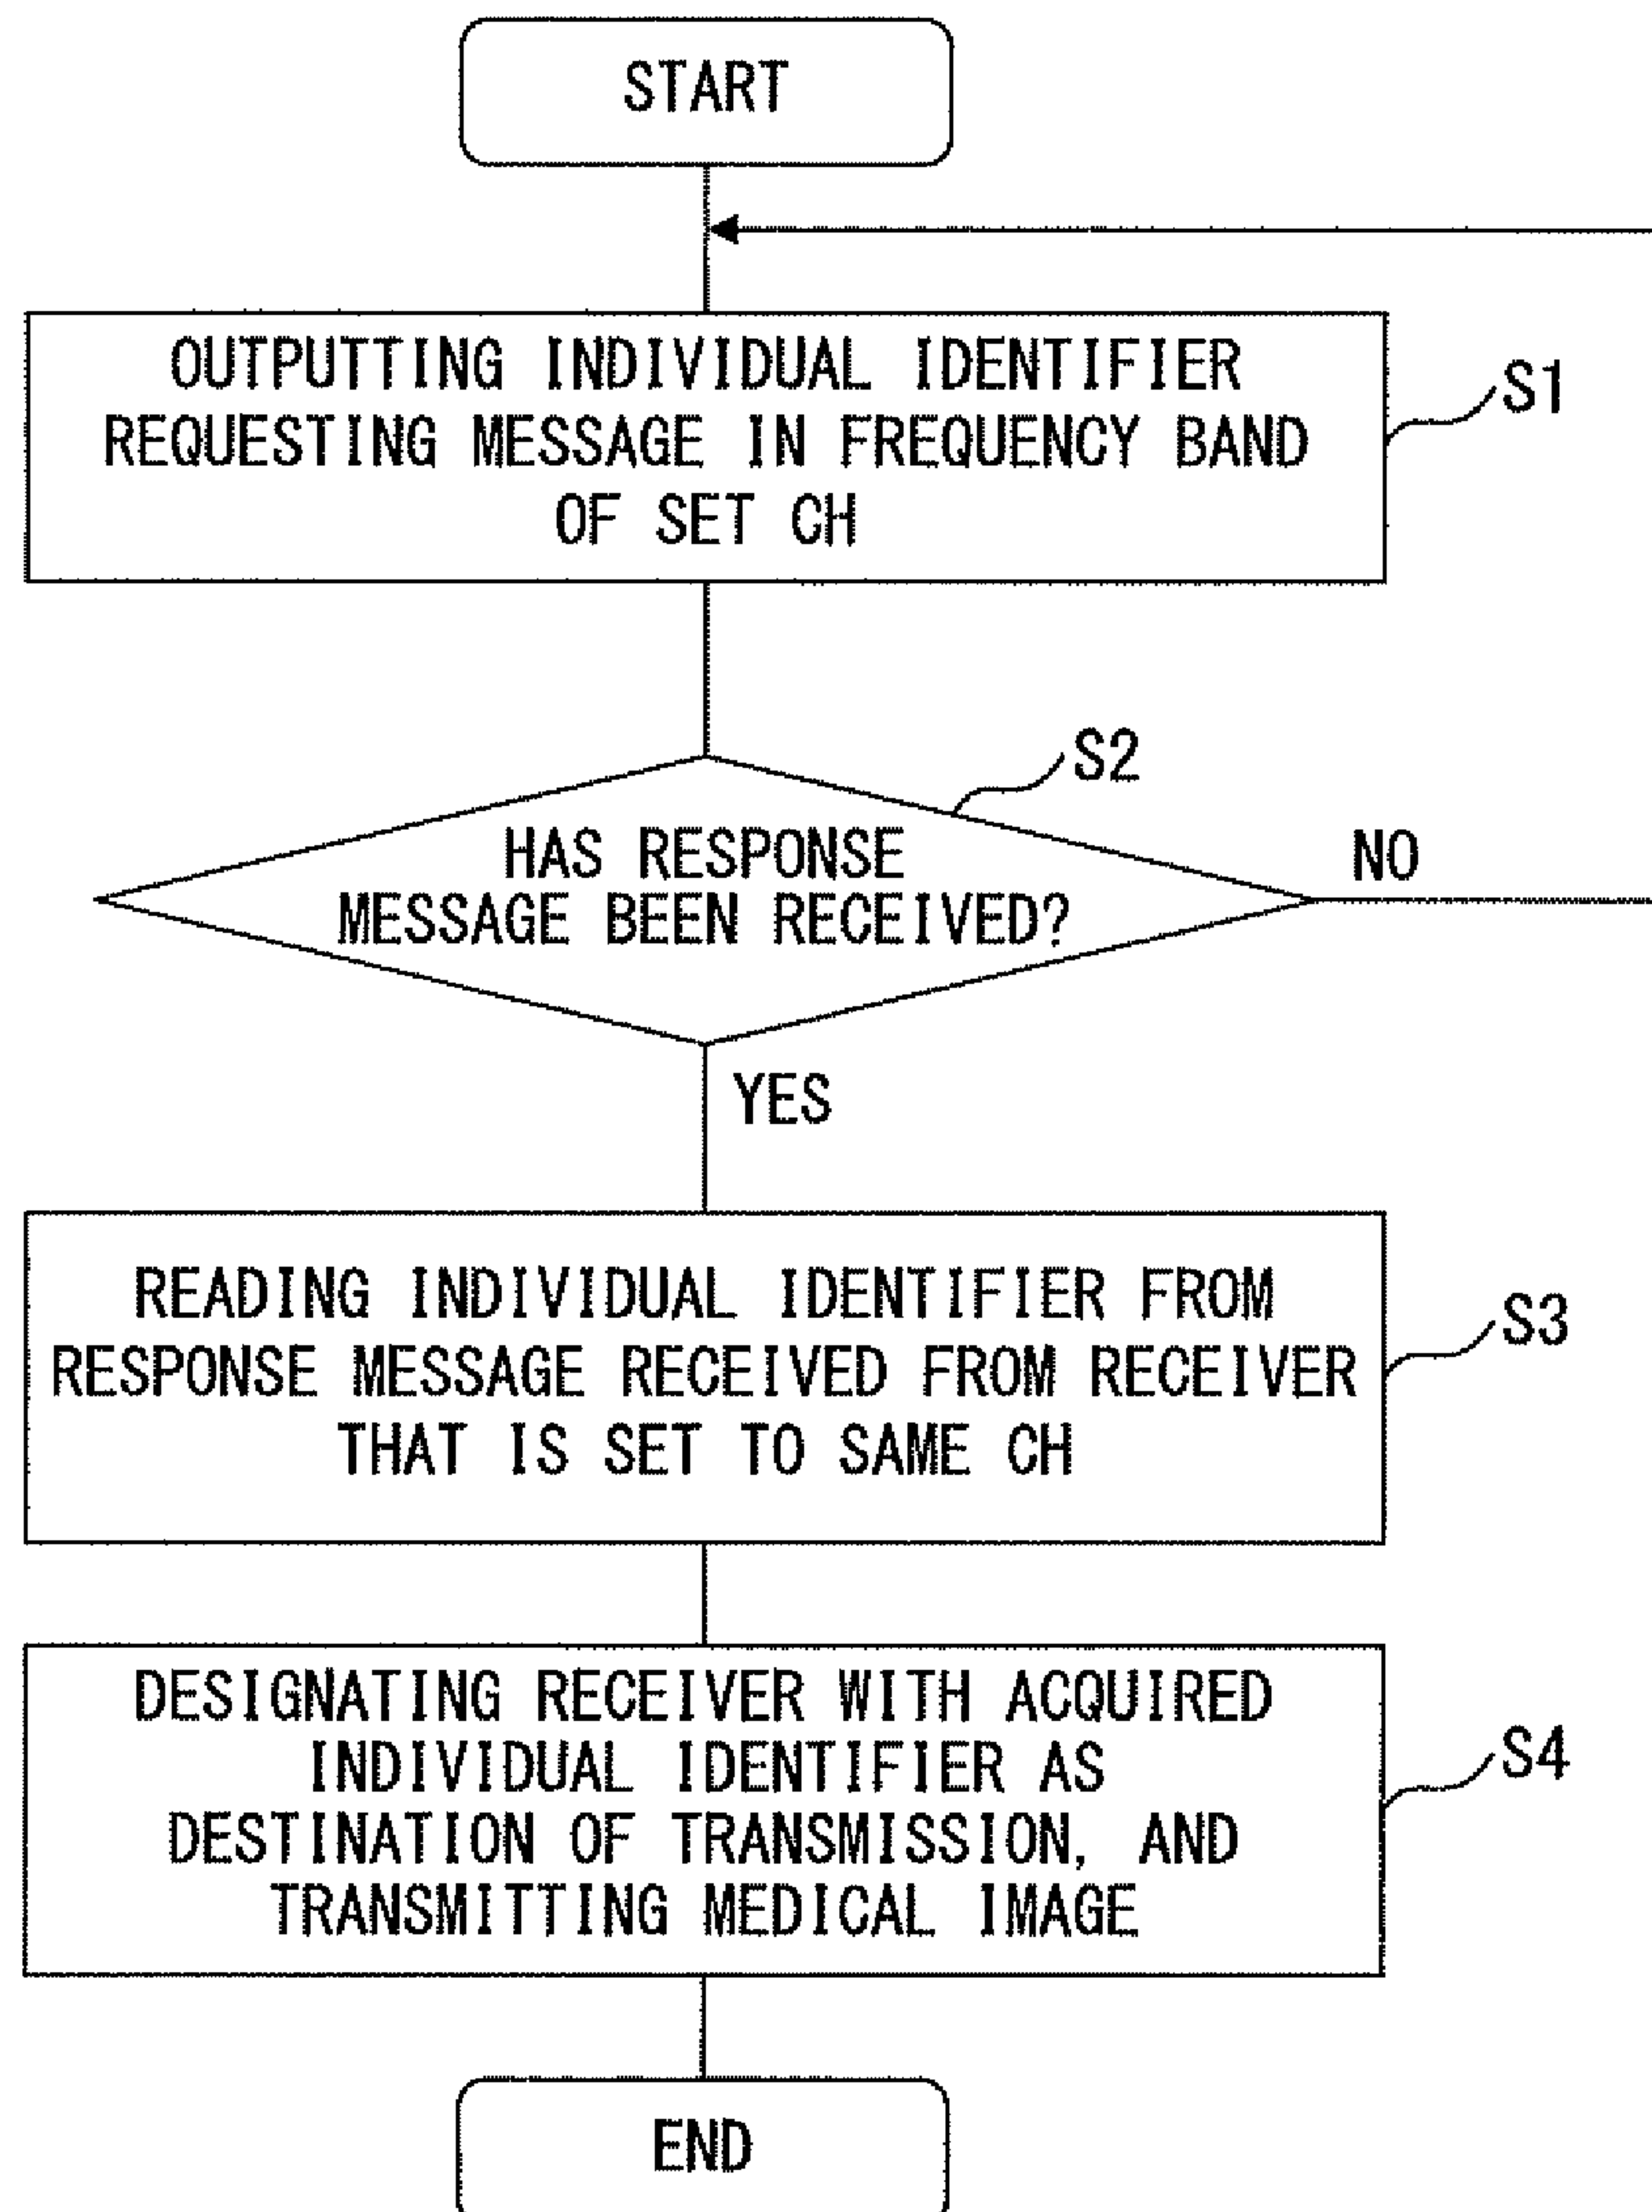 START
OUTPUTTING INDIVIDUAL IDENTIFIER
REQUESTING MESSAGE IN FREQUENCY BAND
OF SET CH
S1
S2
HAS RESPONSE
MESSAGE BEEN RECEIVED?
NO
YES
READING INDIVIDUAL IDENTIFIER FROM
RESPONSE MESSAGE RECEIVED FROM RECEIVER
THAT IS SET TO SAME CH
S3
DESIGNATING RECEIVER WITH ACQUIRED
INDIVIDUAL IDENTIFIER AS
DESTINATION OF TRANSMISSION, AND
TRANSMITTING MEDICAL IMAGE
S4
END